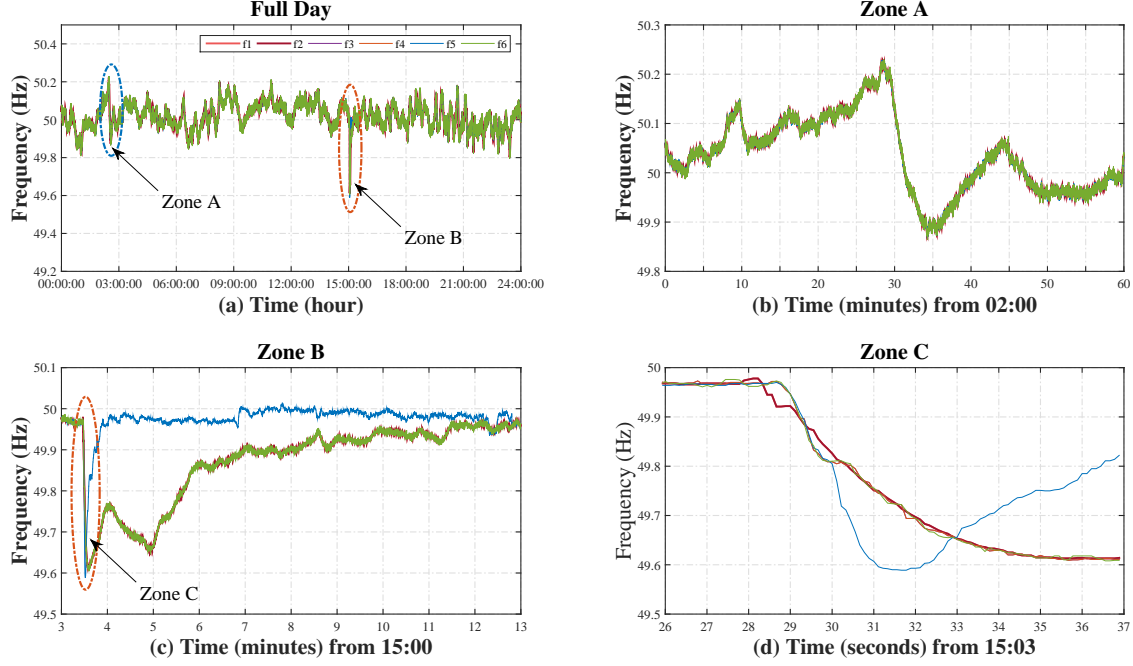 Full Day
Frequency (Hz)
50.4
50.2
50
49.8
49.6
49.4
49.2
f1 f2 f3 f4 f5 f6
Zone A
Zone B
00:00:00 03:00:00 06:00:00 09:00:00 12:00:00 15:00:00 18:00:00 21:00:00 24:00:00
(a) Time (hour)
Zone A
Frequency (Hz)
50.3
50.2
50.1
50
49.9
49.8
0 10 20 30 40 50 60
(b) Time (minutes) from 02:00
Zone B
Frequency (Hz)
50.1
50
49.9
49.8
49.7
49.6
49.5
Zone C
3 4 5 6 7 8 9 10 11 12 13
(c) Time (minutes) from 15:00
Zone C
Frequency (Hz)
50
49.9
49.8
49.7
49.6
49.5
26 27 28 29 30 31 32 33 34 35 36 37
(d) Time (seconds) from 15:03